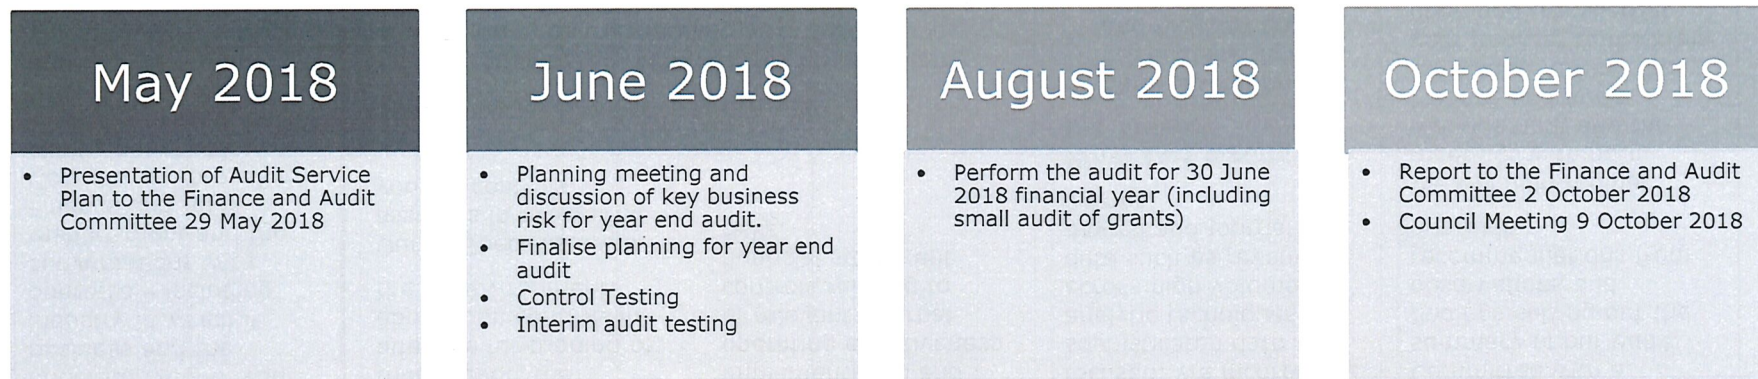 May 2018
• Presentation of Audit Service
Plan to the Finance and Audit
Committee 29 May 2018
June 2018
• Planning meeting and
discussion of key business
risk for year end audit.
• Finalise planning for year end
audit
• Control Testing
• Interim audit testing
August 2018
• Perform the audit for 30 June
2018 financial year (including
small audit of grants)
October 2018
• Report to the Finance and Audit
Committee 2 October 2018
• Council Meeting 9 October 2018